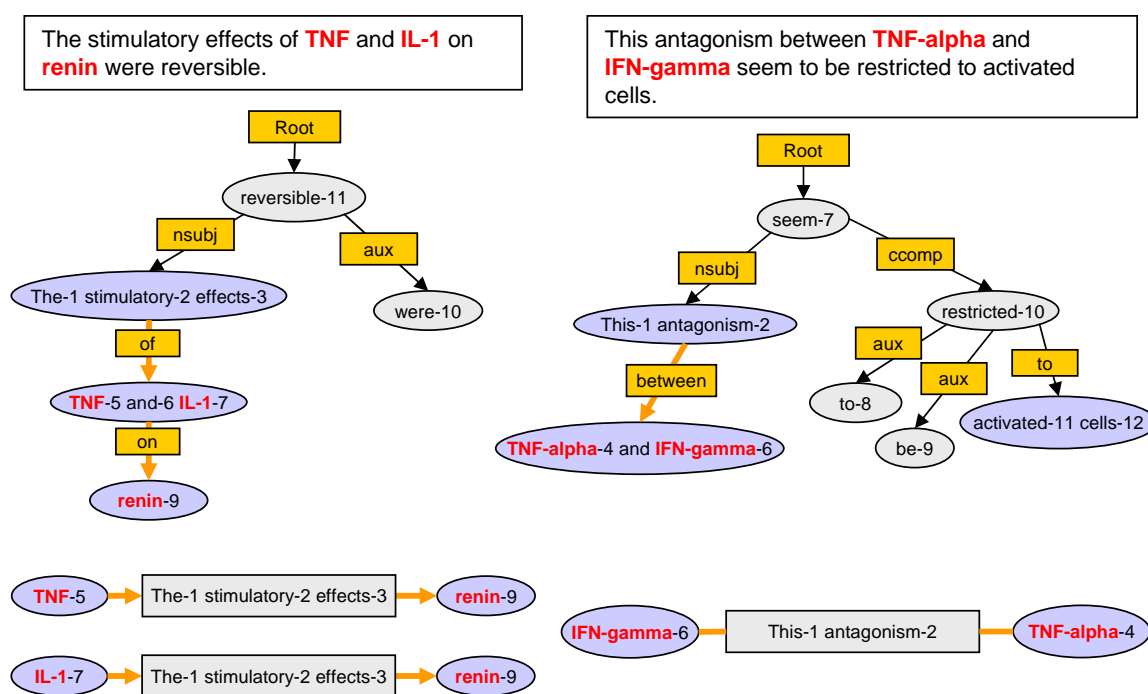 The stimulatory effects of TNF and IL-1 on
renin were reversible.
Root
reversible-11
nsubj
aux
The-1 stimulatory-2 effects-3
were-10
of
TNF-5 and-6 IL-1-7
on
renin-9
TNF-5
The-1 stimulatory-2 effects-3
renin-9
IL-1-7
The-1 stimulatory-2 effects-3
renin-9
This antagonism between TNF-alpha and
IFN-gamma seem to be restricted to activated
cells.
Root
seem-7
nsubj
ccomp
This-1 antagonism-2
restricted-10
between
aux
aux
to
to-8
be-9
activated-11 cells-12
TNF-alpha-4 and IFN-gamma-6
IFN-gamma-6
This-1 antagonism-2
TNF-alpha-4